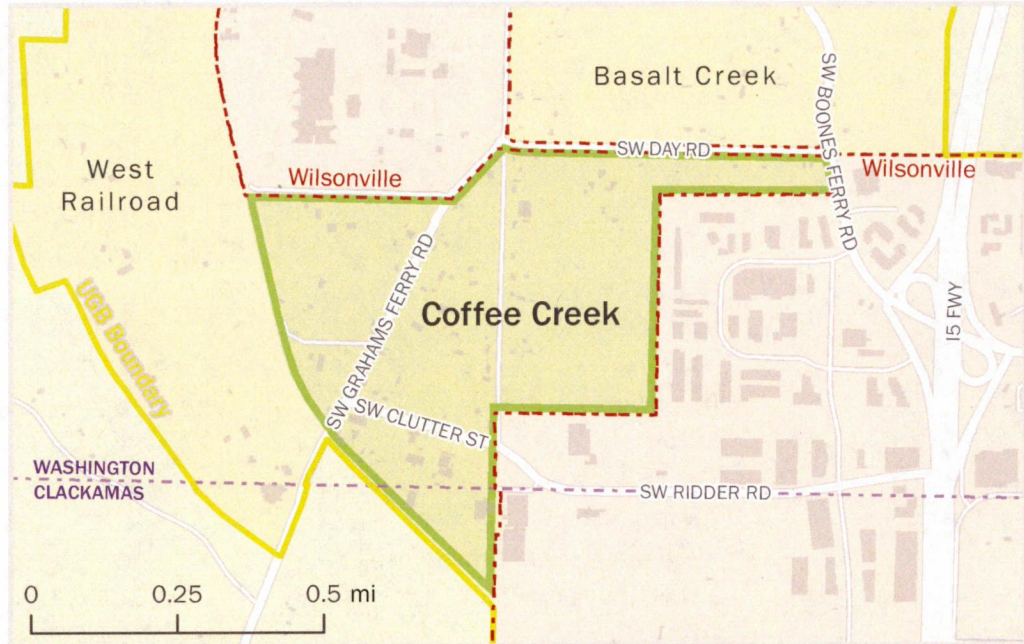 Basalt Creek
SW BOONES FERRY RD
SW DAY RD
West
Railroad
Wilsonville
Wilsonville
SW GRAHAMS FERRY RD
Coffee Creek
I5 FWY
UGB Boundary
SW CLUTTER ST
WASHINGTON
CLACKAMAS
SW RIDDER RD
0 0.25 0.5 mi